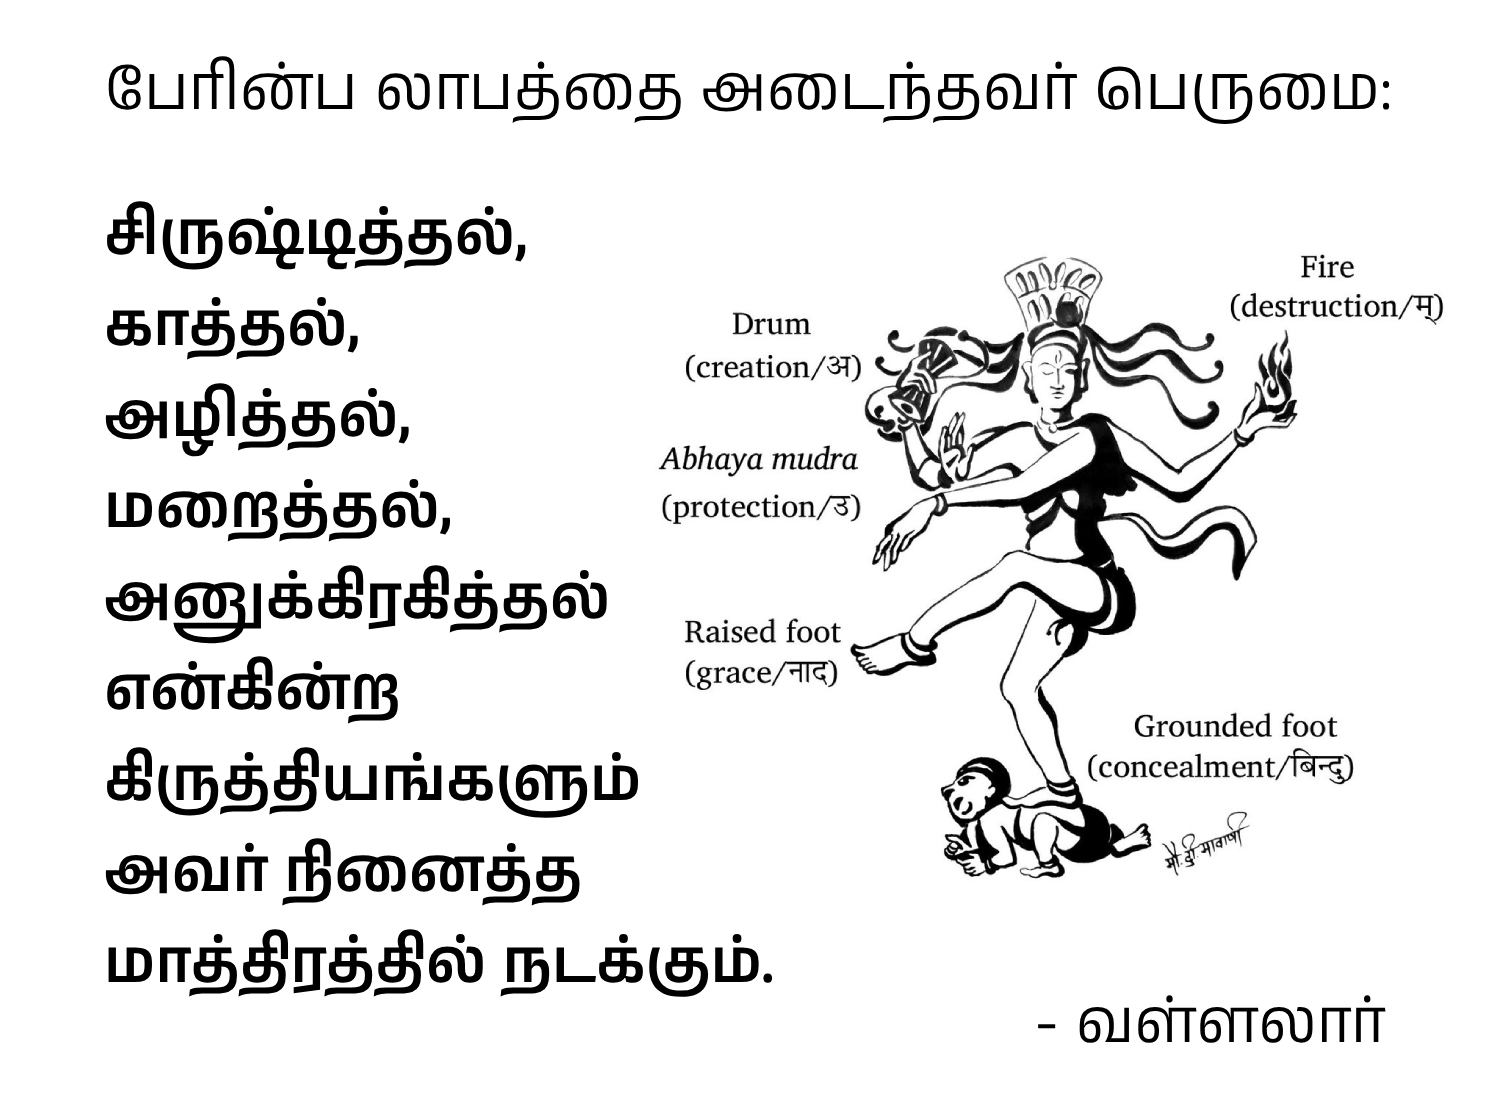 பேரின்ப லாபத்தை அடைந்தவர் பெருமை:
சிருஷ்டித்தல்,
காத்தல்,
அழித்தல்,
மறைத்தல்,
அனுக்கிரகித்தல்
என்கின்ற
கிருத்தியங்களும்
அவர் நினைத்த
மாத்திரத்தில் நடக்கும்.
Fire
(destruction/म्)
Drum
(creation/अ)
Abhaya mudra
(protection/उ)
Raised foot
(grace/नाद)
Grounded foot
(concealment/बिन्दु)
- வள்ளலார்